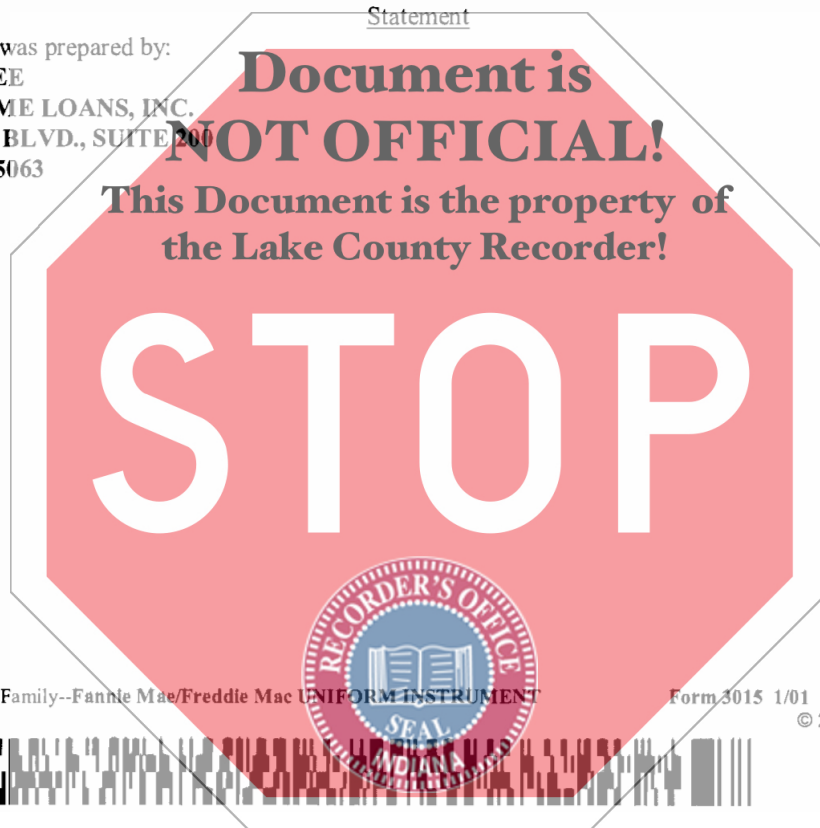 Statement
was prepared by:
EE
ME LOANS, INC.
BLVD., SUITE 200
5063
Document is
NOT OFFICIAL!
This Document is the property of
the Lake County Recorder!
STOP
RECORDER'S OFFICE
SEAL
INDIANA
Family--Fannie Mae/Freddie Mac UNIFORM INSTRUMENT
Form 3015 1/01
©